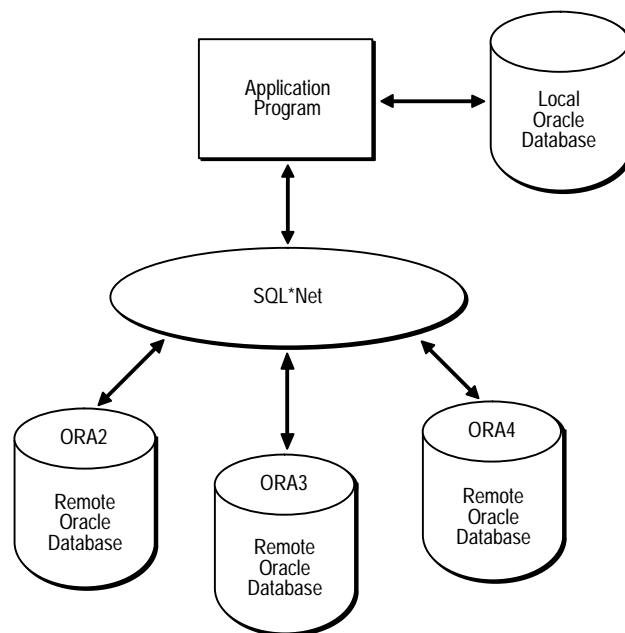 Application
Program
Local
Oracle
Database
SQL*Net
ORA2
Remote
Oracle
Database
ORA3
Remote
Oracle
Database
ORA4
Remote
Oracle
Database